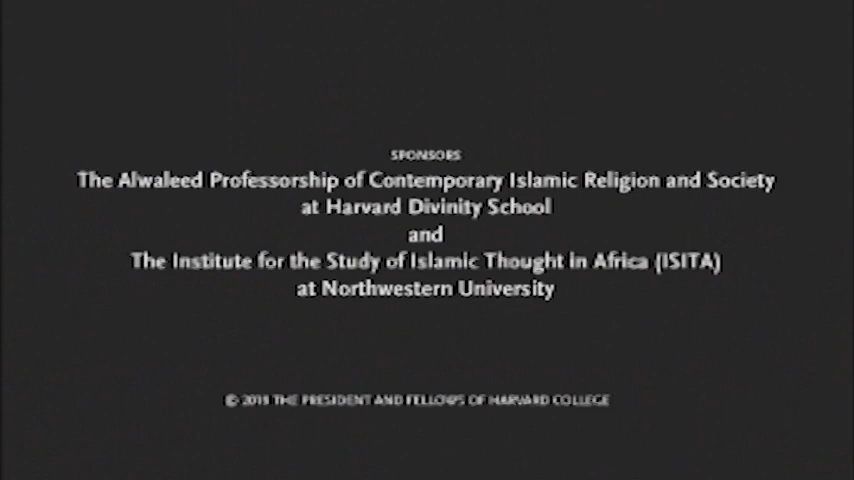 SPONSORS
The Alwaleed Professorship of Contemporary Islamic Religion and Society
at Harvard Divinity School
and
The Institute for the Study of Islamic Thought in Africa (ISITA)
at Northwestern University
© THE PRESIDENT AND FELLOWS OF HARVARD COLLEGE